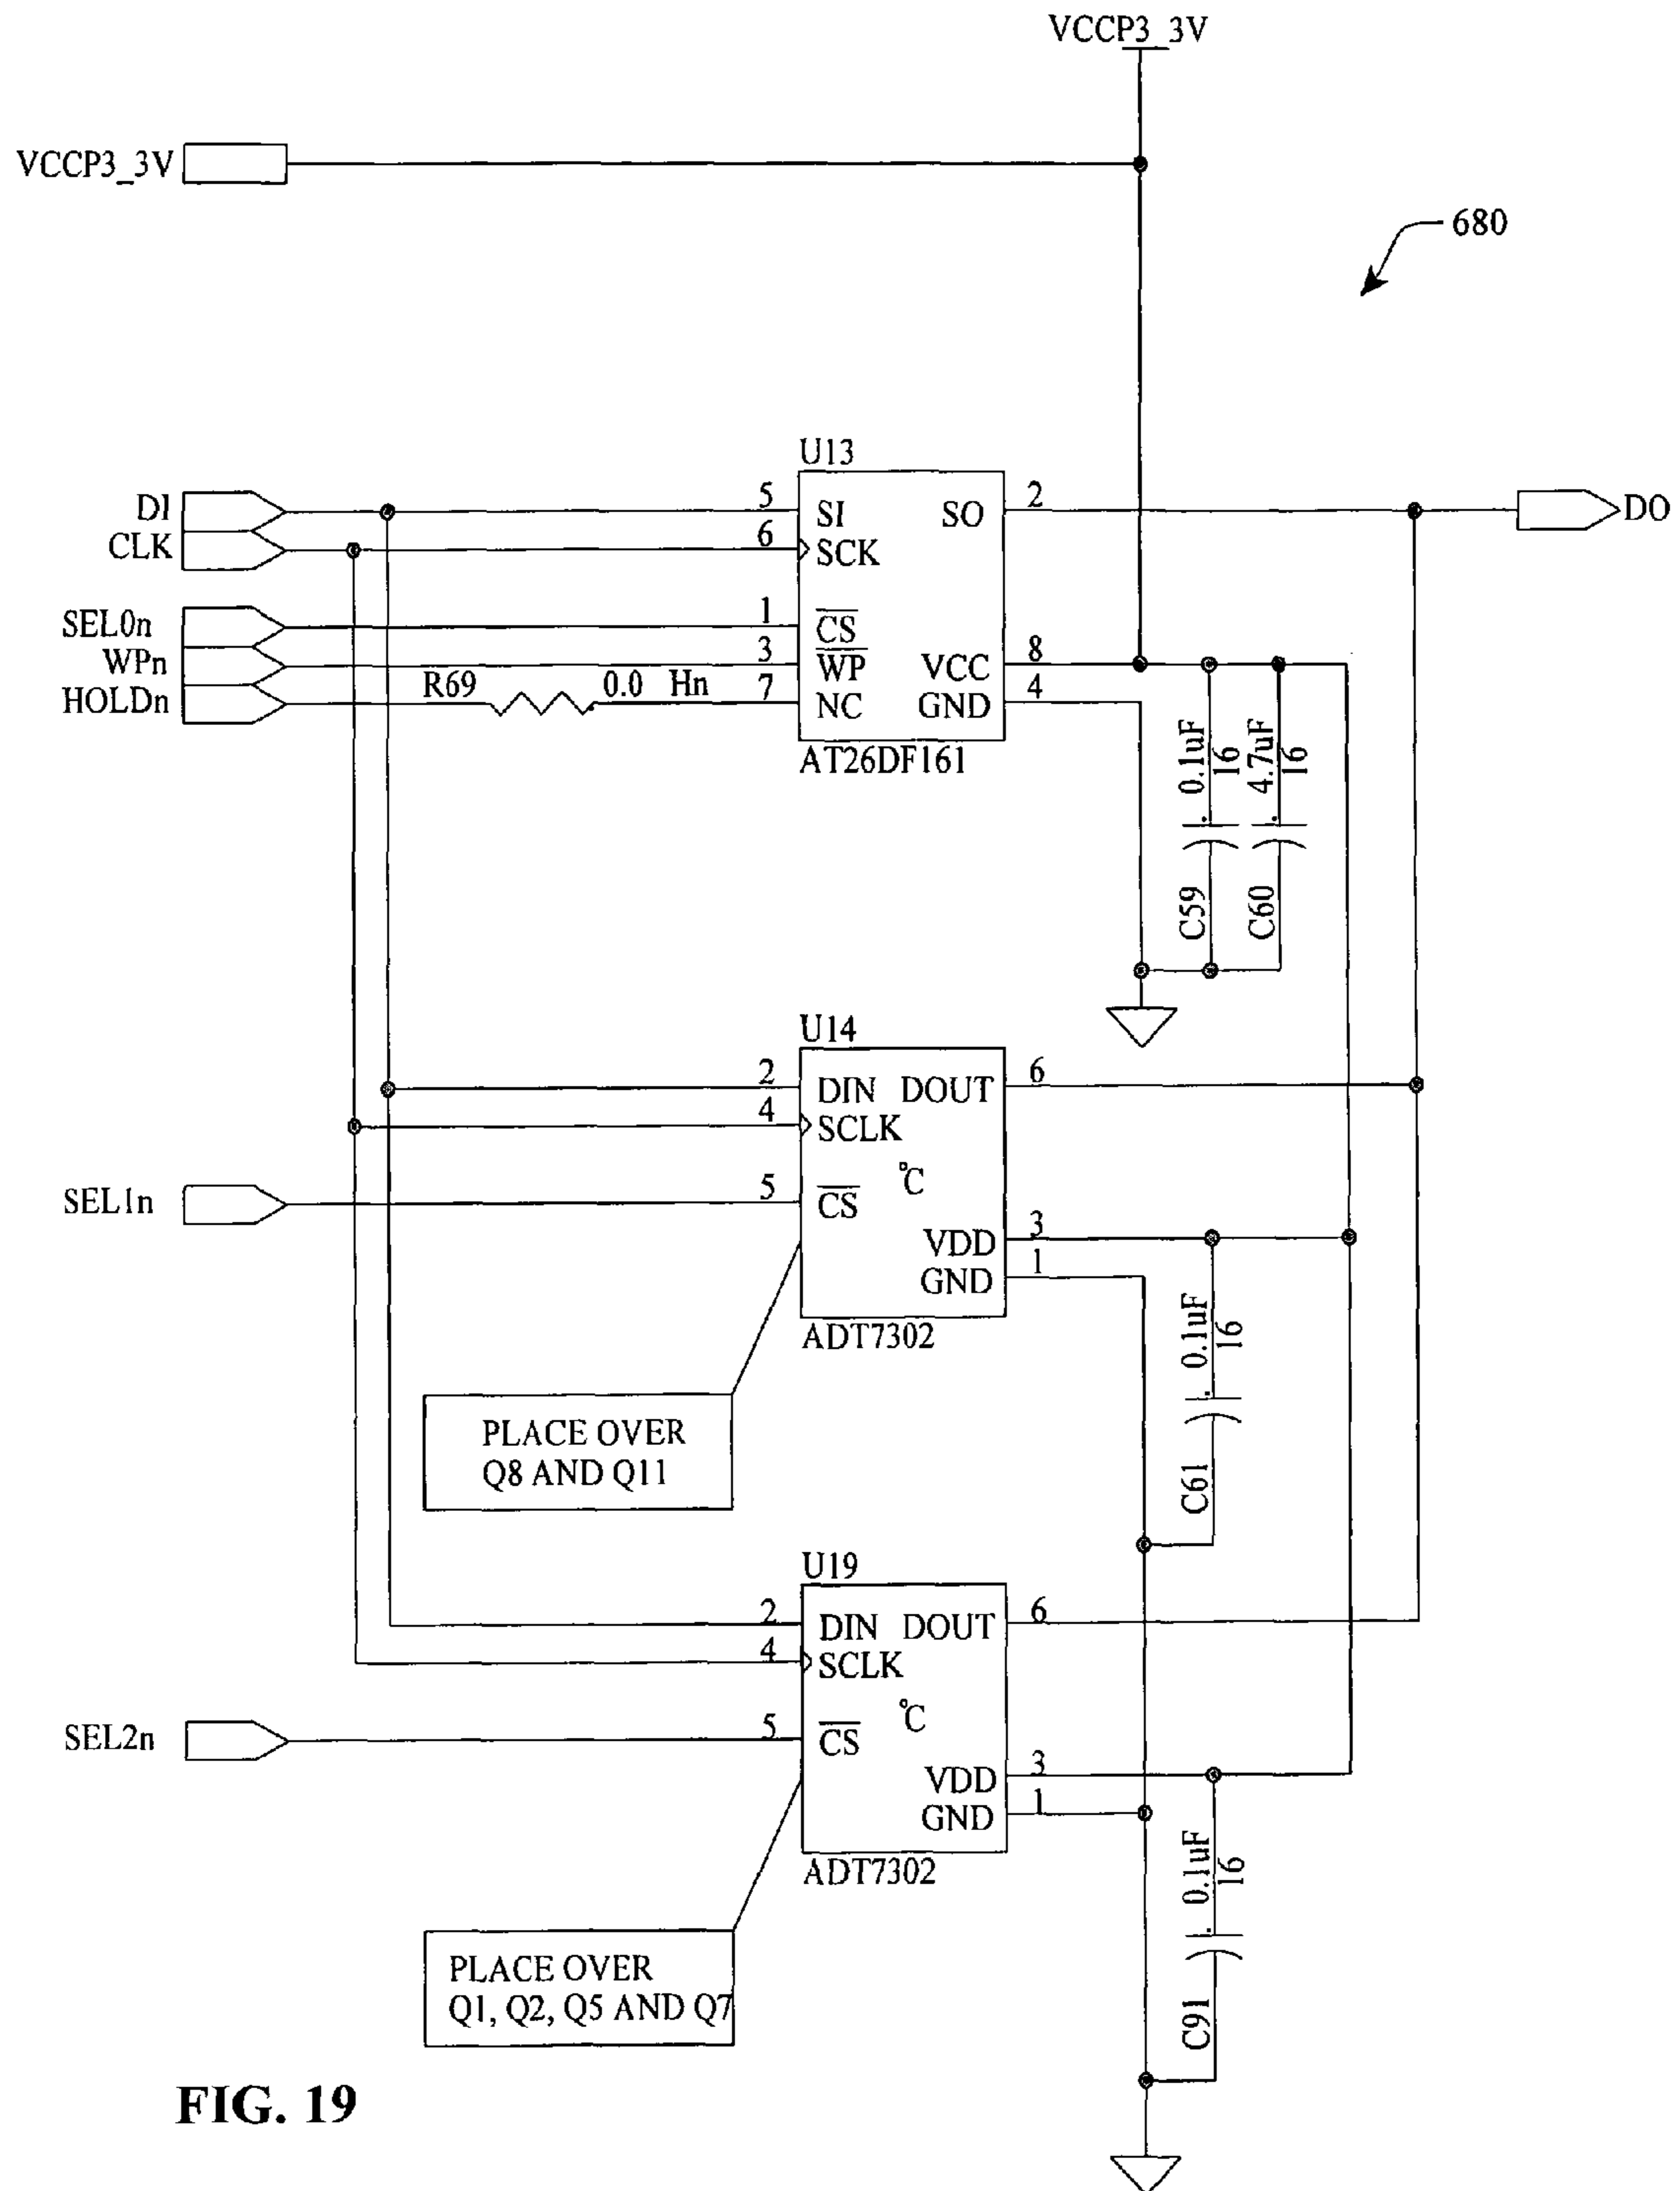 VCCP3_3V
VCCP3_3V
680
U13
DI
5
SI
SO
2
DO
CLK
6
SCK
SEL0n
1
CS
WPn
3
WP
VCC
8
HOLDn
R69
0.0 Hn
7
NC
GND
4
AT26DF161
0.1uF
16
4.7uF
16
C59
C60
U14
2
DIN
DOUT
6
4
SCLK
°C
SEL1n
5
CS
VDD
3
GND
1
ADT7302
0.1uF
16
C61
PLACE OVER
Q8 AND Q11
U19
2
DIN
DOUT
6
4
SCLK
°C
SEL2n
5
CS
VDD
3
GND
1
ADT7302
0.1uF
16
C91
PLACE OVER
Q1, Q2, Q5 AND Q7
FIG. 19